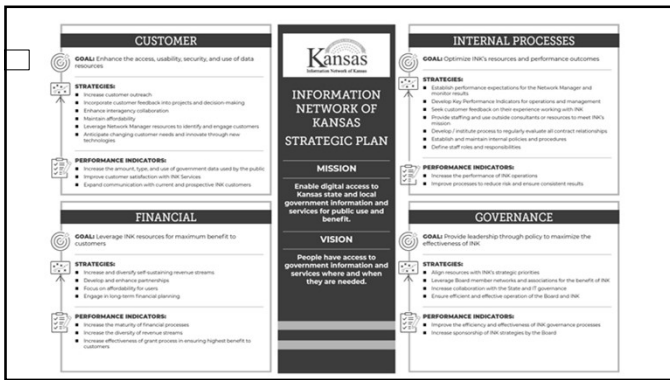 CUSTOMER
GOAL: Enhance the access, usability, security, and use of data
resources
STRATEGIES:
■ Increase customer outreach
■ Incorporate customer feedback into projects and decision-making
■ Enhance interagency collaboration
■ Maintain affordability
■ Leverage Network Manager resources to identify and engage customers
■ Anticipate changing customer needs and innovate through new
technologies
PERFORMANCE INDICATORS:
■ Increase the amount, type, and use of government data used by the public
■ Improve customer satisfaction with INK Services
■ Expand communication with current and prospective INK customers
FINANCIAL
GOAL: Leverage INK resources for maximum benefit to
customers
STRATEGIES:
■ Increase and diversify self-sustaining revenue streams
■ Develop and enhance partnerships
■ Focus on affordability for users
■ Engage in long-term financial planning
PERFORMANCE INDICATORS:
■ Increase the maturity of financial processes
■ Increase the diversity of revenue streams
■ Increase effectiveness of grant process in ensuring highest benefit to
customers
Kansas
Information Network of Kansas
INFORMATION
NETWORK OF
KANSAS
STRATEGIC PLAN
MISSION
Enable digital access to
Kansas state and local
government information and
services for public use and
benefit.
VISION
People have access to
government information and
services where and when
they are needed.
INTERNAL PROCESSES
GOAL: Optimize INK's resources and performance outcomes
STRATEGIES:
■ Establish performance expectations for the Network Manager and
monitor results
■ Develop Key Performance Indicators for operations and management
■ Seek customer feedback on their experience working with INK
■ Provide staffing and use outside consultants or resources to meet INK's
mission
■ Develop / institute process to regularly evaluate all contract relationships
■ Establish and maintain internal policies and procedures
■ Define staff roles and responsibilities
PERFORMANCE INDICATORS:
■ Increase the performance of INK operations
■ Improve processes to reduce risk and ensure consistent results
GOVERNANCE
GOAL: Provide leadership through policy to maximize the
effectiveness of INK
STRATEGIES:
■ Align resources with INK's strategic priorities
■ Leverage Board member networks and associations for the benefit of INK
■ Increase collaboration with the State and IT governance
■ Ensure efficient and effective operation of the Board and INK
PERFORMANCE INDICATORS:
■ Improve the efficiency and effectiveness of INK governance processes
■ Increase sponsorship of INK strategies by the Board